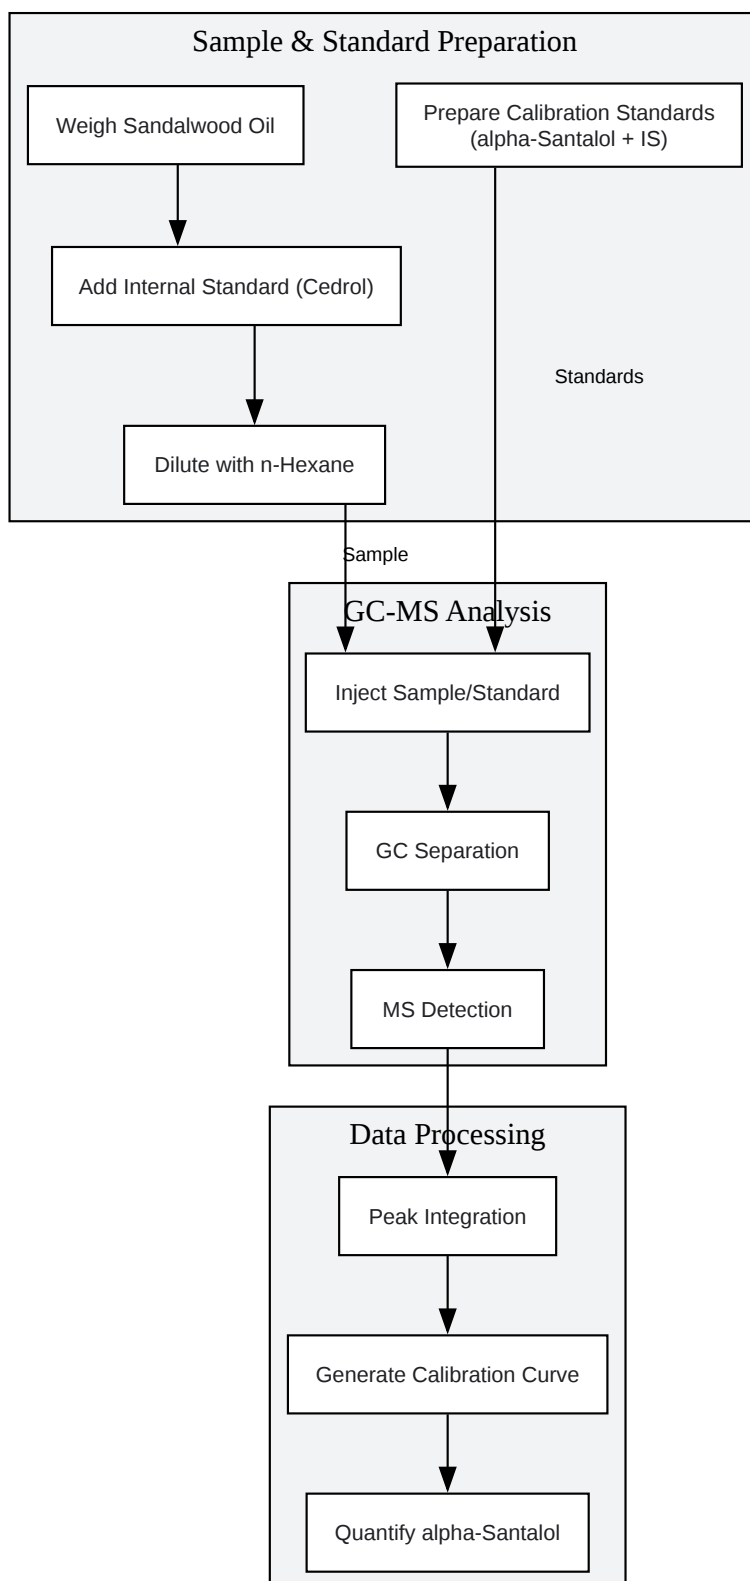 Sample & Standard Preparation
Weigh Sandalwood Oil
Prepare Calibration Standards
(alpha-Santalol + IS)
Add Internal Standard (Cedrol)
Standards
Dilute with n-Hexane
Sample
GC-MS Analysis
Inject Sample/Standard
GC Separation
MS Detection
Data Processing
Peak Integration
Generate Calibration Curve
Quantify alpha-Santalol